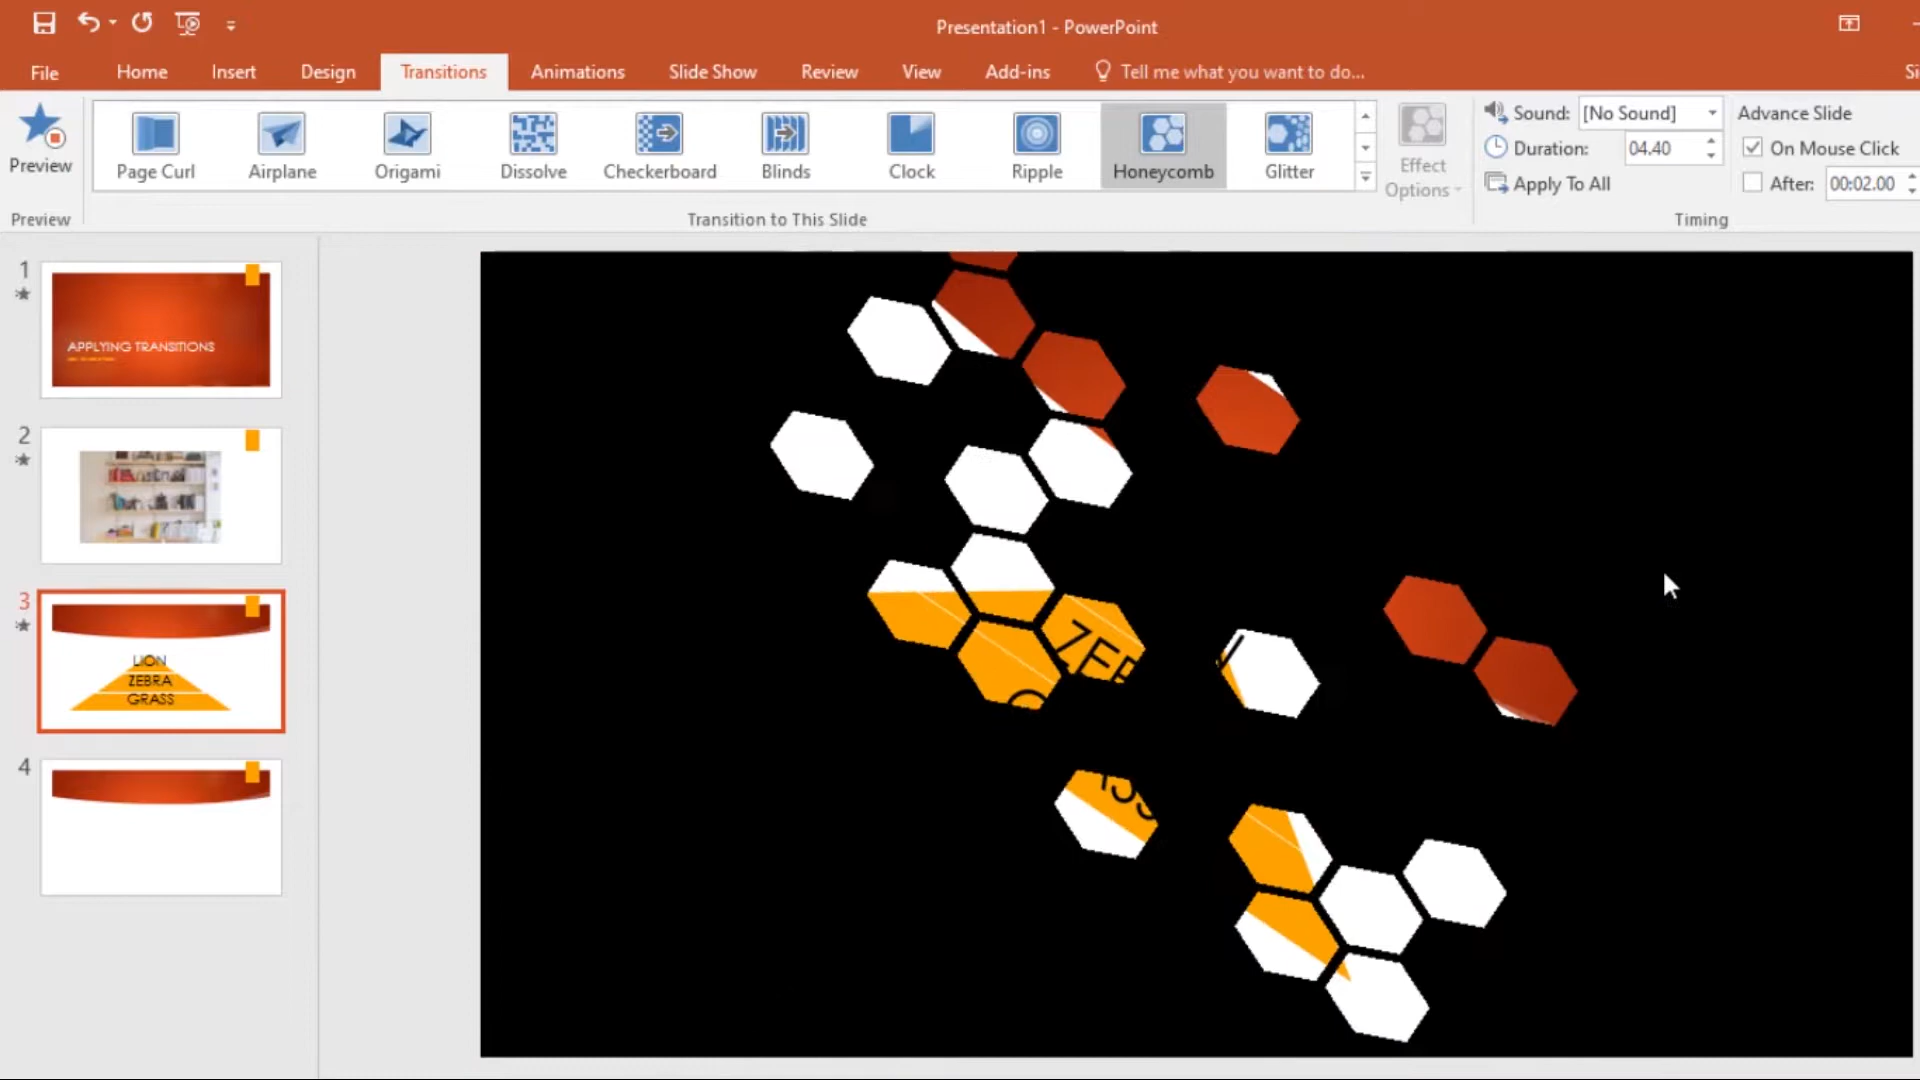 Presentation1 - PowerPoint
File Home Insert Design Transitions Animations Slide Show Review View Add-ins Tell me what you want to do...
Preview
Page Curl Airplane Origami Dissolve Checkerboard Blinds Clock Ripple Honeycomb Glitter
Effect Options
Sound: [No Sound]
Duration: 04.40
Apply To All
Advance Slide
On Mouse Click
After: 00:02.00
Preview Transition to This Slide Timing
1
APPLYING TRANSITIONS
2
3
LION
ZEBRA
GRASS
4